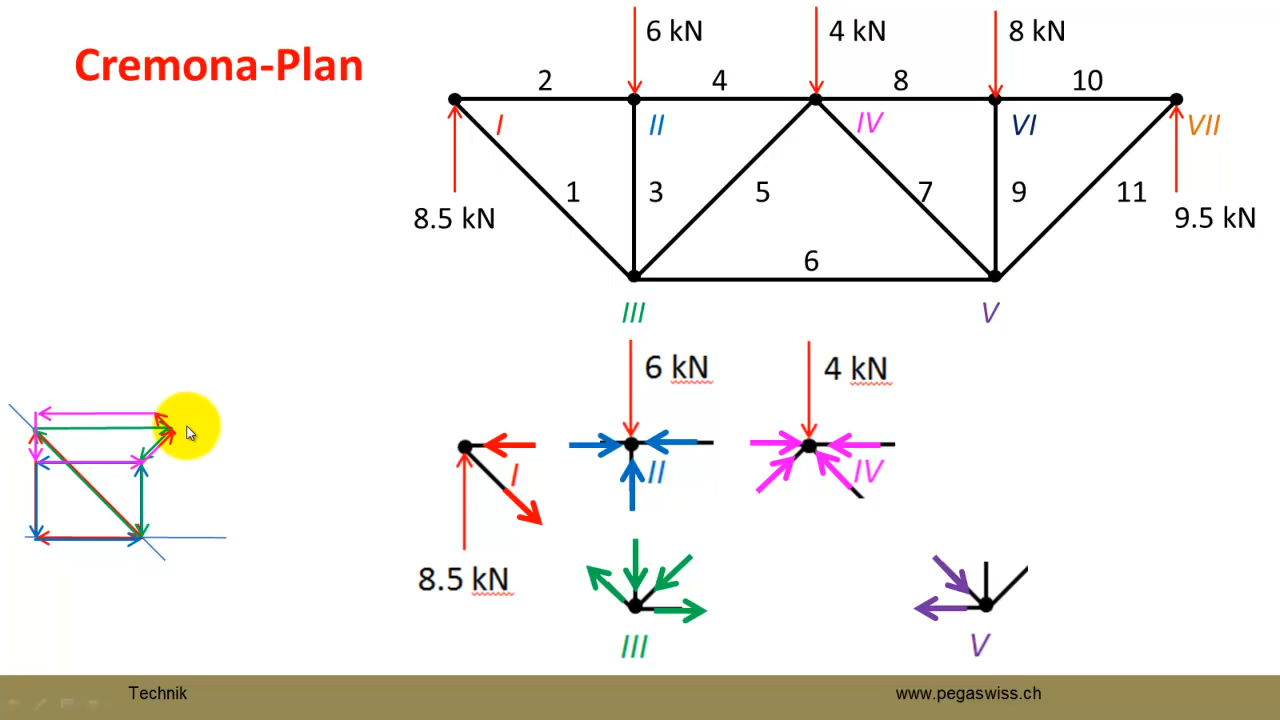 Cremona-Plan
6 kN
4 kN
8 kN
2
4
8
10
I
II
IV
VI
VII
1
3
5
7
9
11
8.5 kN
9.5 kN
6
III
V
6 kN
4 kN
I
II
IV
8.5 kN
III
V
Technik
www.pegaswiss.ch